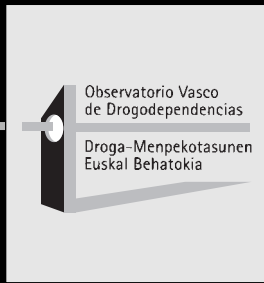 Observatorio Vasco
de Drogodependencias
Droga-Menpekotasunen
Euskal Behatokia